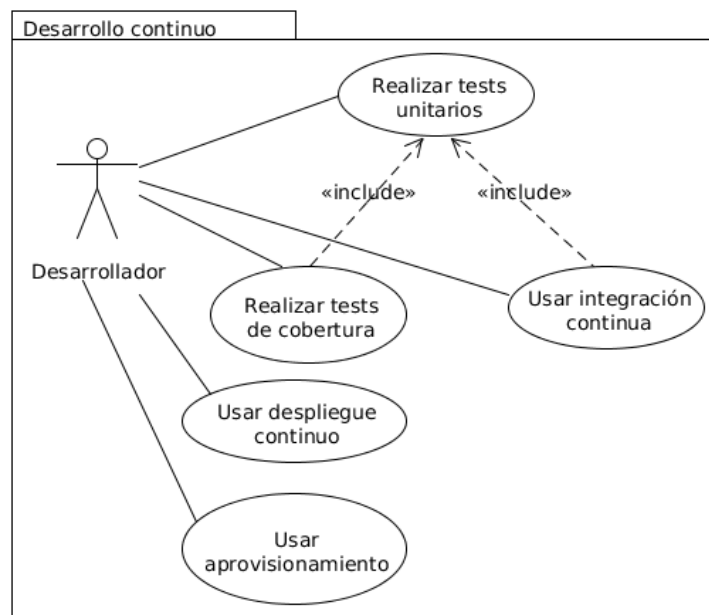 Desarrollo continuo
Realizar tests
unitarios
«include»
«include»
Desarrollador
Realizar tests
de cobertura
Usar integración
continua
Usar despliegue
continuo
Usar
aprovisionamiento